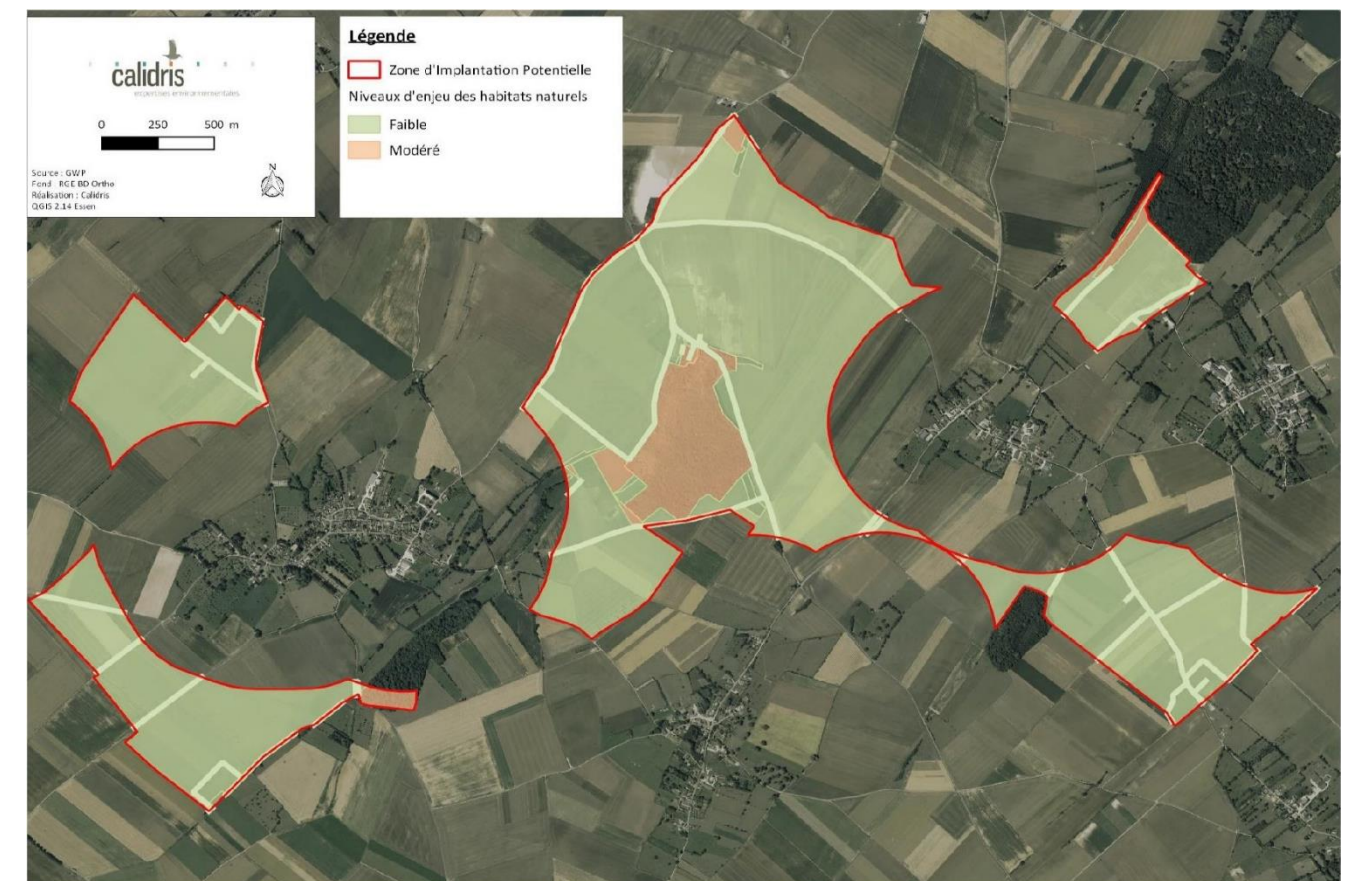 calidris
expertises environnementales
0 250 500 m
Source : GWP
Fond : RGE BD Ortho
Réalisation : Calidris
QGIS 2.14 Essen
N
Légende
Zone d'Implantation Potentielle
Niveaux d'enjeu des habitats naturels
Faible
Modéré